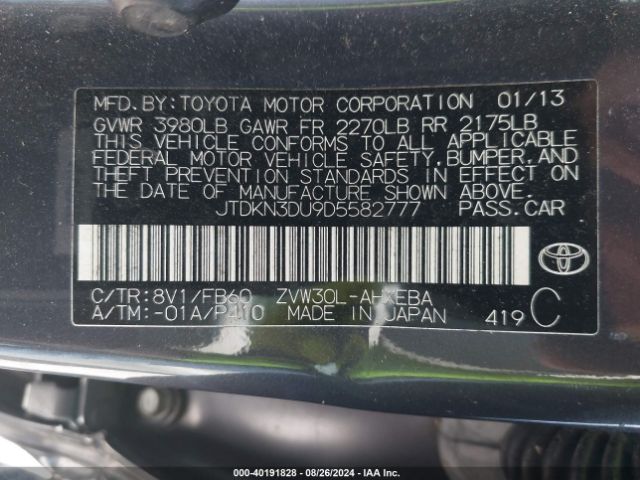 MFD.BY:TOYOTA MOTOR CORPORATION 01/13
GVWR 3980LB GAWR FR 2270LB RR 2175LB
THIS VEHICLE CONFORMS TO ALL APPLICABLE
FEDERAL MOTOR VEHICLE SAFETY,BUMPER,AND
THEFT PREVENTION STANDARDS IN EFFECT ON
THE DATE OF MANUFACTURE SHOWN ABOVE.
JTDKN3DU9D5582777 PASS.CAR
C/TR:8V1/FB60 ZVW30L-AHXEBA
A/TM:-01A/P410 MADE IN JAPAN 419 C
000-40191828 - 08/26/2024 - IAA